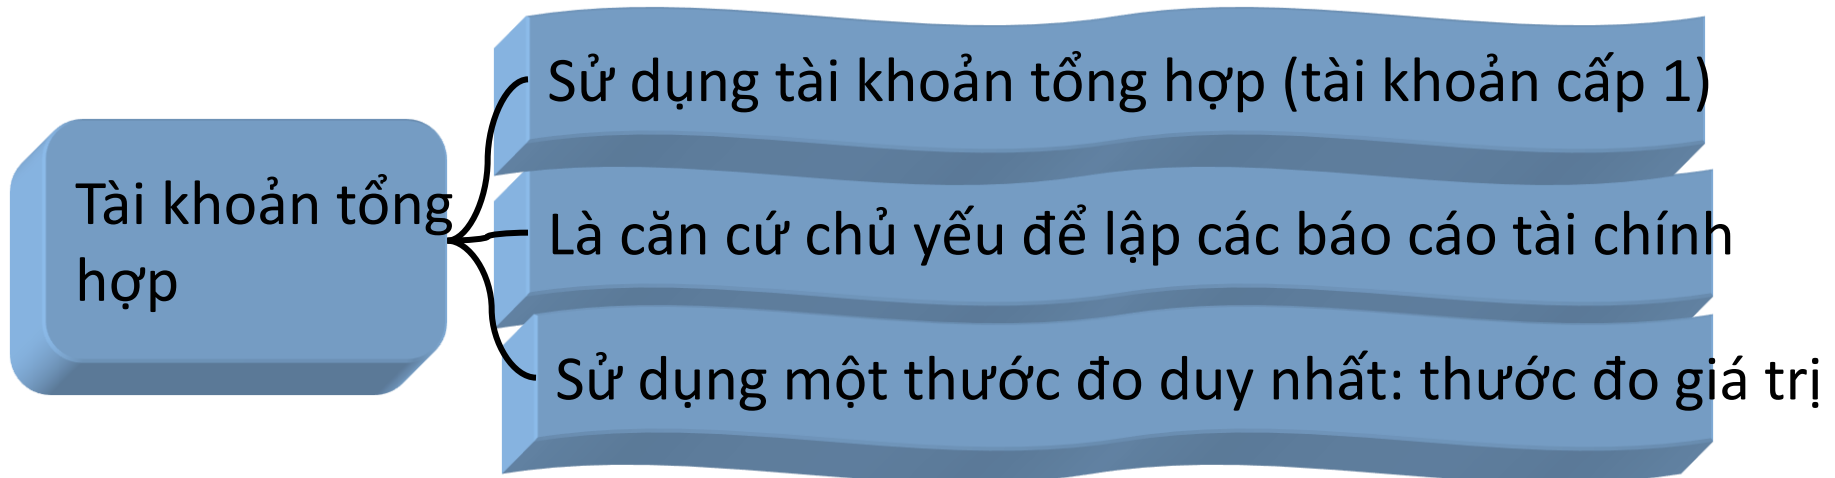 Tài khoản tổng
hợp
Sử dụng tài khoản tổng hợp (tài khoản cấp 1)
Là căn cứ chủ yếu để lập các báo cáo tài chính
Sử dụng một thước đo duy nhất: thước đo giá trị